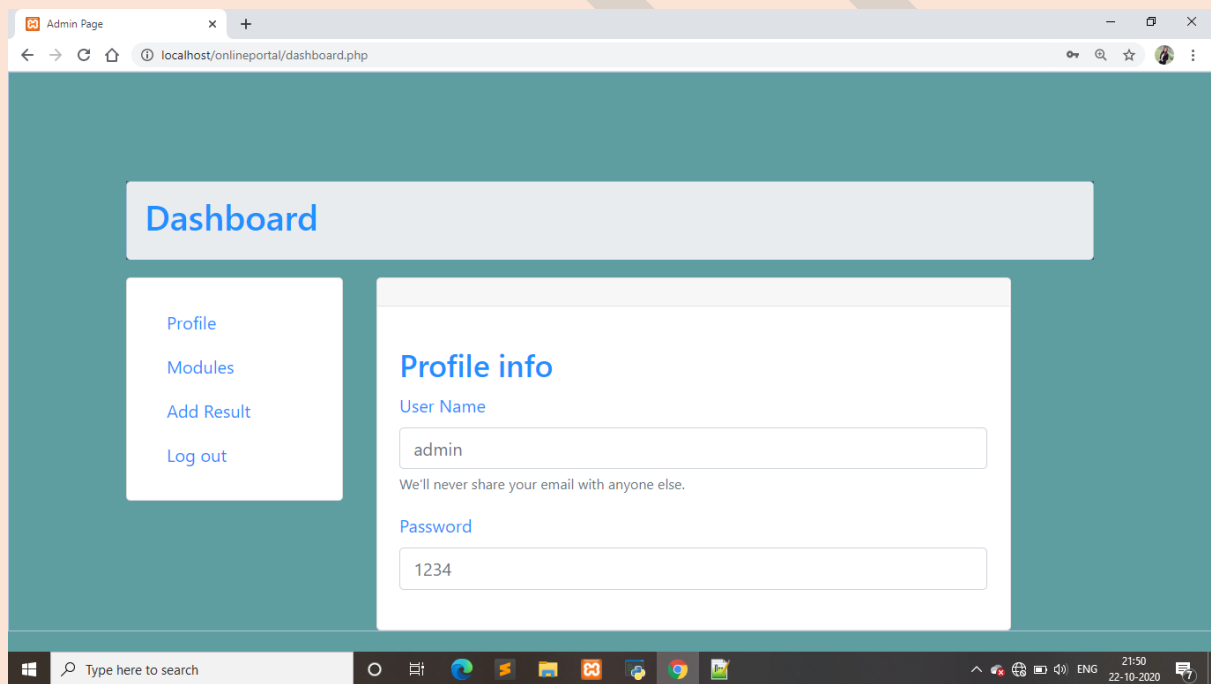 Admin Page
localhost/onlineportal/dashboard.php
Dashboard
Profile
Modules
Add Result
Log out
Profile info
User Name
admin
We'll never share your email with anyone else.
Password
1234
Type here to search
ENG
21:50
22-10-2020
7